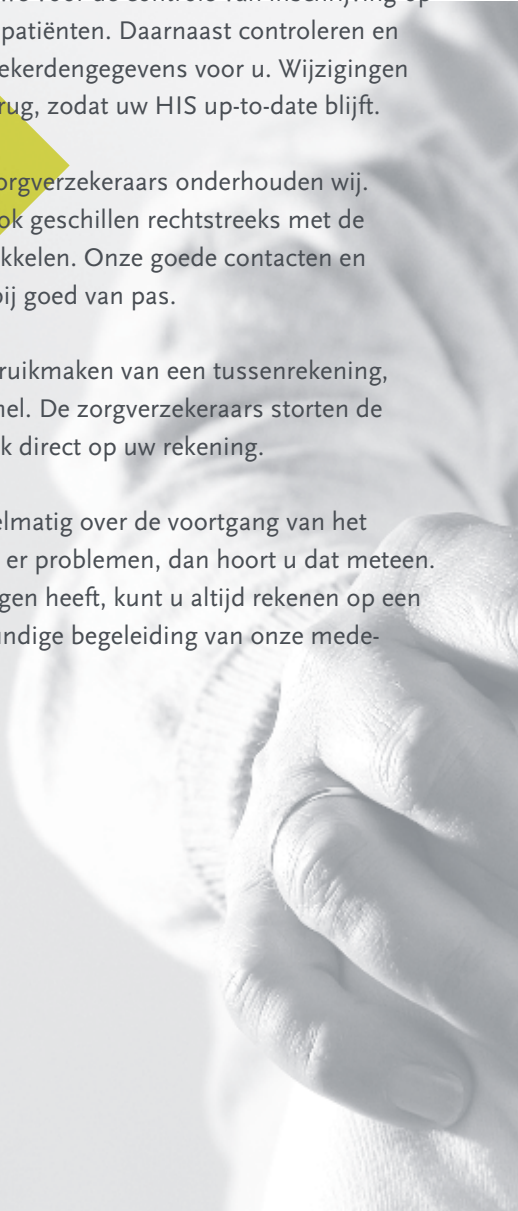 patiënten. Daarnaast controleren en
ekerdengegevens voor u. Wijzigingen
rug, zodat uw HIS up-to-date blijft.
orgverzekeraars onderhouden wij.
ok geschillen rechtstreeks met de
kkelen. Onze goede contacten en
bij goed van pas.
ruikmaken van een tussenrekening,
nel. De zorgverzekeraars storten de
k direct op uw rekening.
elmatig over de voortgang van het
er problemen, dan hoort u dat meteen.
gen heeft, kunt u altijd rekenen op een
undige begeleiding van onze mede-